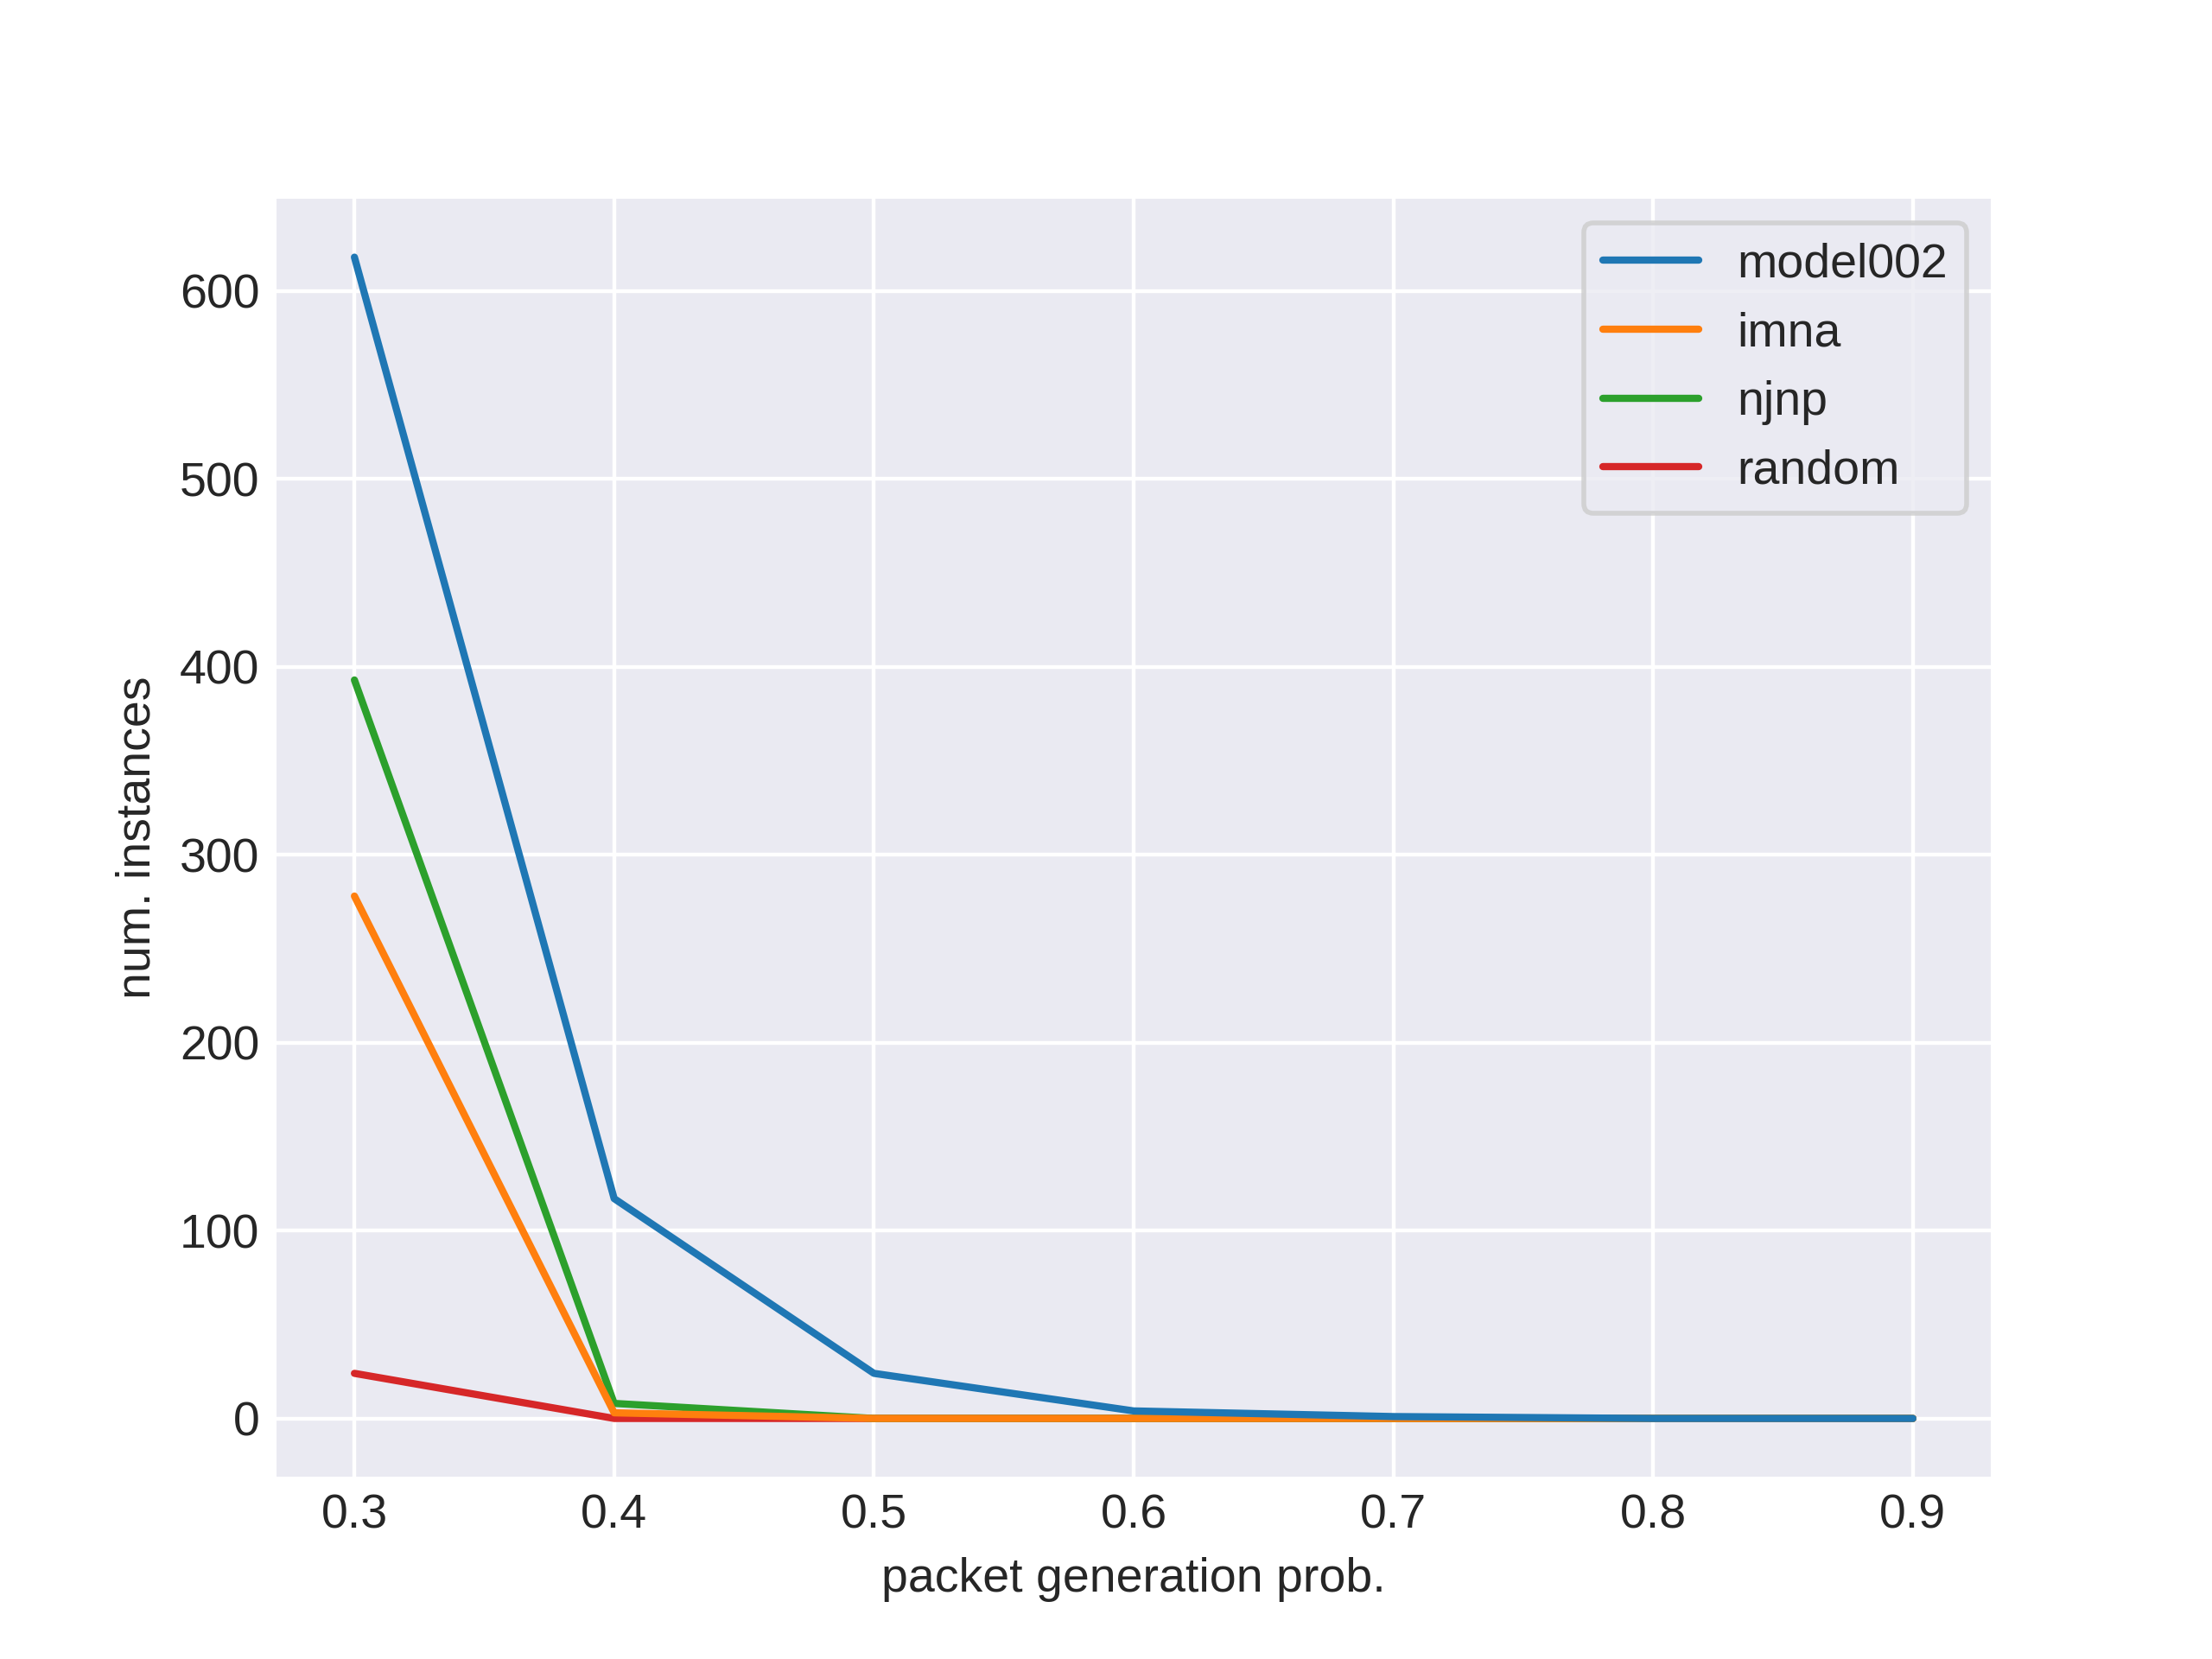 model002
imna
njnp
random
600
500
400
300
200
100
0
num. instances
0.3 0.4 0.5 0.6 0.7 0.8 0.9
packet generation prob.